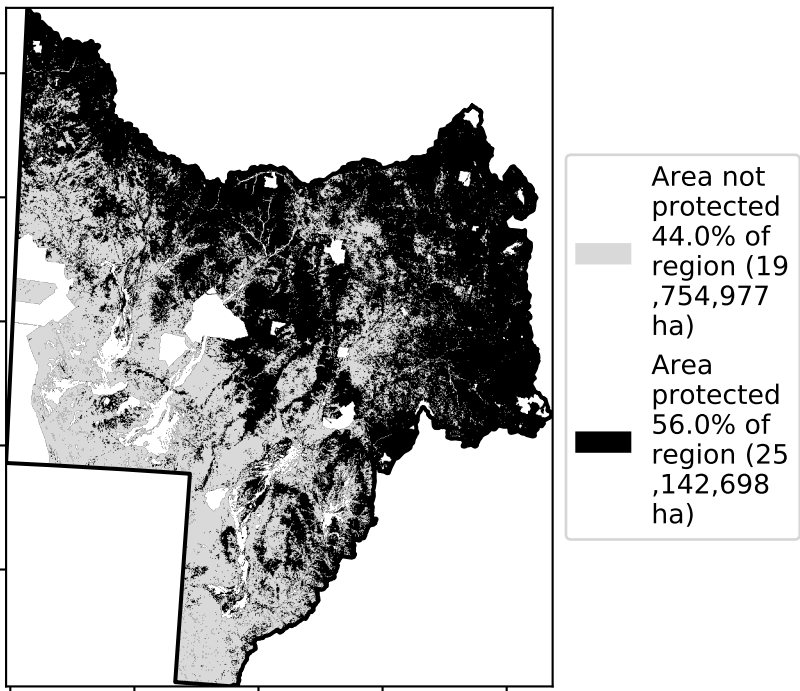 Area not
protected
44.0% of
region (19
,754,977
ha)
Area
protected
56.0% of
region (25
,142,698
ha)